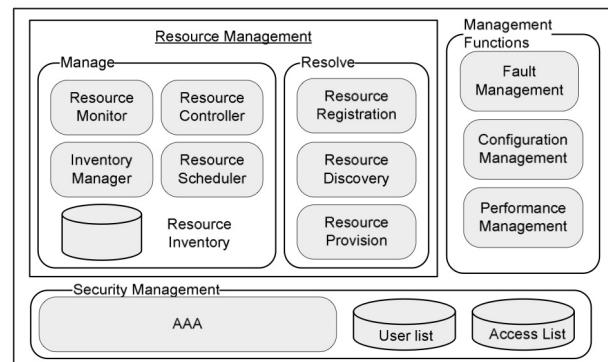 Resource Management
Manage
Resource
Monitor
Resource
Controller
Inventory
Manager
Resource
Scheduler
Resource
Inventory
Resolve
Resource
Registration
Resource
Discovery
Resource
Provision
Management
Functions
Fault
Management
Configuration
Management
Performance
Management
Security Management
AAA
User list
Access List